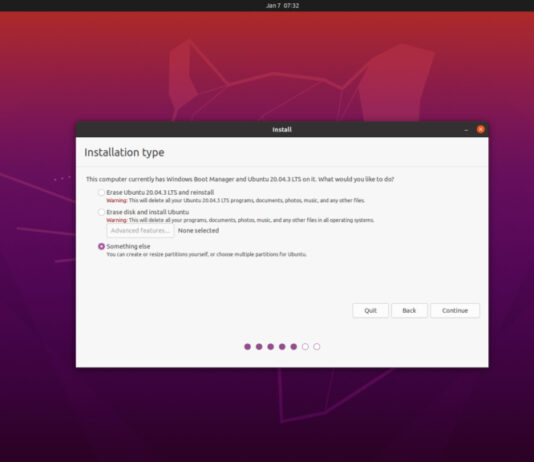 Jan 7 07:32
Install
Installation type
This computer currently has Windows Boot Manager and Ubuntu 20.04.3 LTS on it. What would you like to do?
Erase Ubuntu 20.04.3 LTS and reinstall
Warning: This will delete all your Ubuntu 20.04.3 LTS programs, documents, photos, music, and any other files.
Erase disk and install Ubuntu
Warning: This will delete all your programs, documents, photos, music, and any other files in all operating systems.
Advanced features... None selected
Something else
You can create or resize partitions yourself, or choose multiple partitions for Ubuntu.
Quit Back Continue